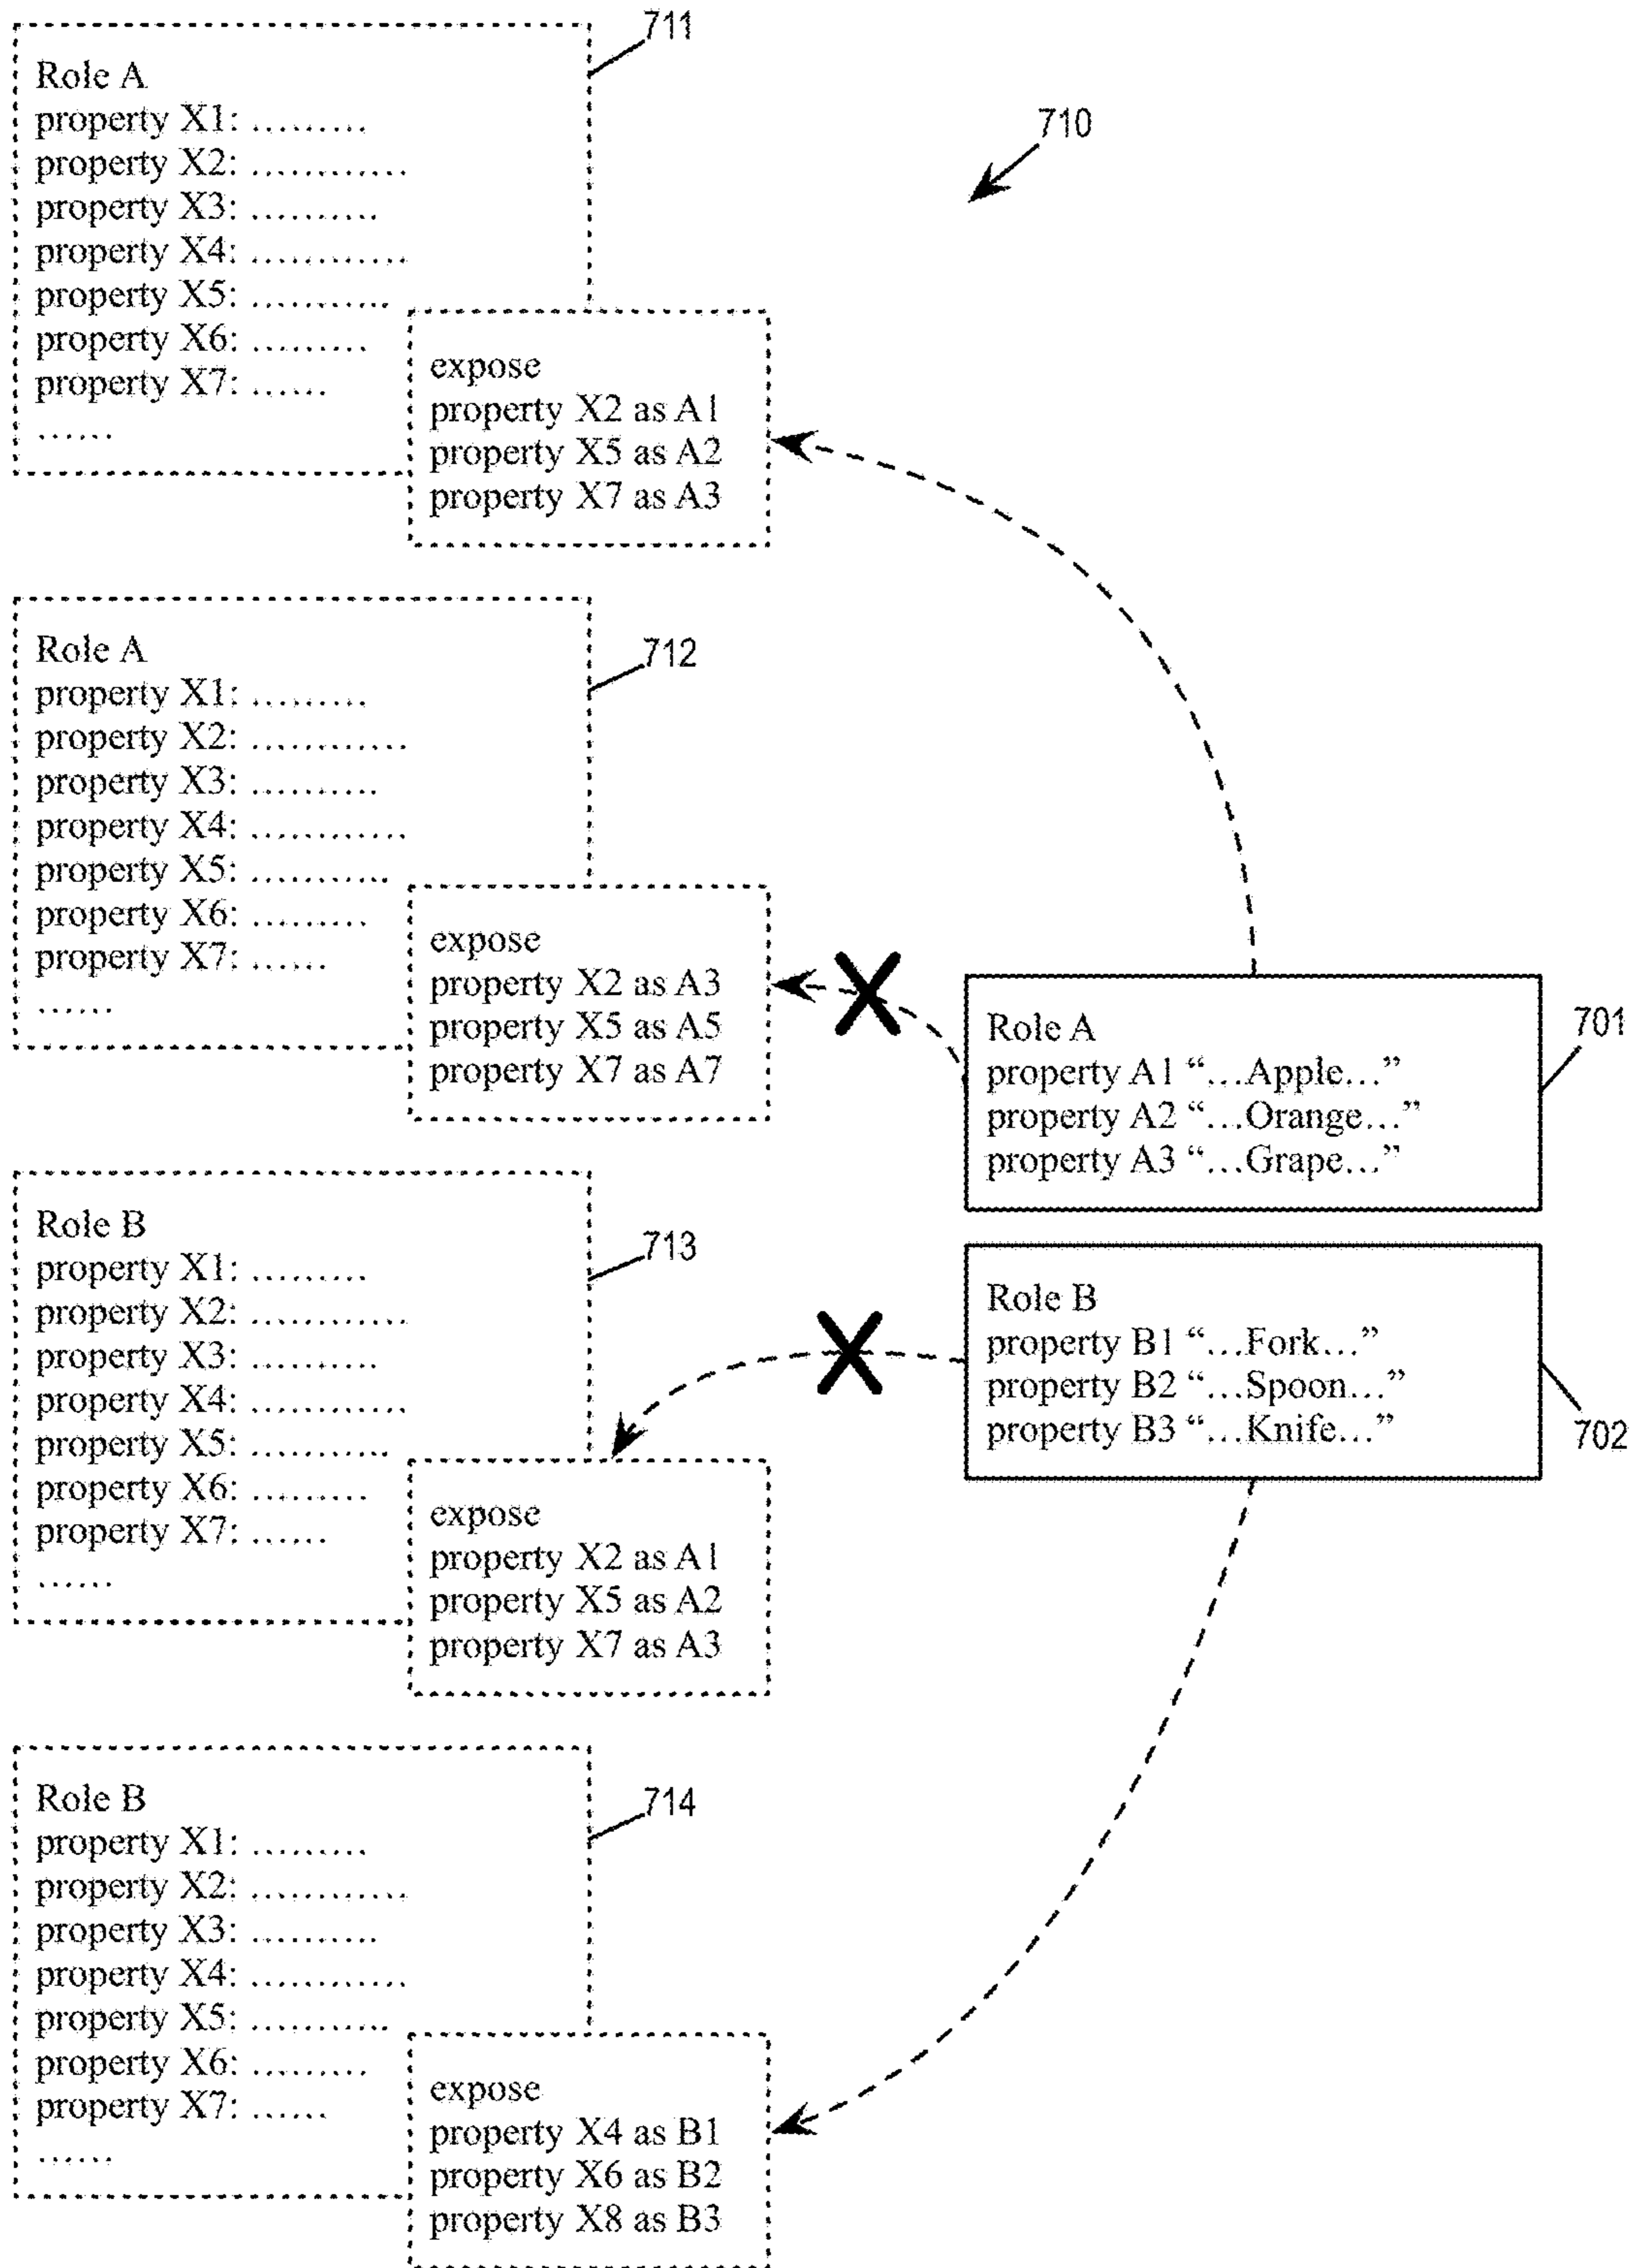 711
Role A
property X1: .........
property X2: ............
property X3: ..........
property X4: ............
property X5: ...........
property X6: .........
property X7: ......
......
expose
property X2 as A1
property X5 as A2
property X7 as A3
710
712
Role A
property X1: .........
property X2: ............
property X3: ..........
property X4: ............
property X5: ...........
property X6: .........
property X7: ......
......
expose
property X2 as A3
property X5 as A5
property X7 as A7
701
Role A
property A1 “...Apple...”
property A2 “...Orange...”
property A3 “...Grape...”
713
Role B
property X1: .........
property X2: ............
property X3: ..........
property X4: ............
property X5: ...........
property X6: .........
property X7: ......
......
expose
property X2 as A1
property X5 as A2
property X7 as A3
Role B
property B1 “...Fork...”
property B2 “...Spoon...”
property B3 “...Knife...”
702
714
Role B
property X1: .........
property X2: ............
property X3: ..........
property X4: ............
property X5: ...........
property X6: .........
property X7: ......
......
expose
property X4 as B1
property X6 as B2
property X8 as B3